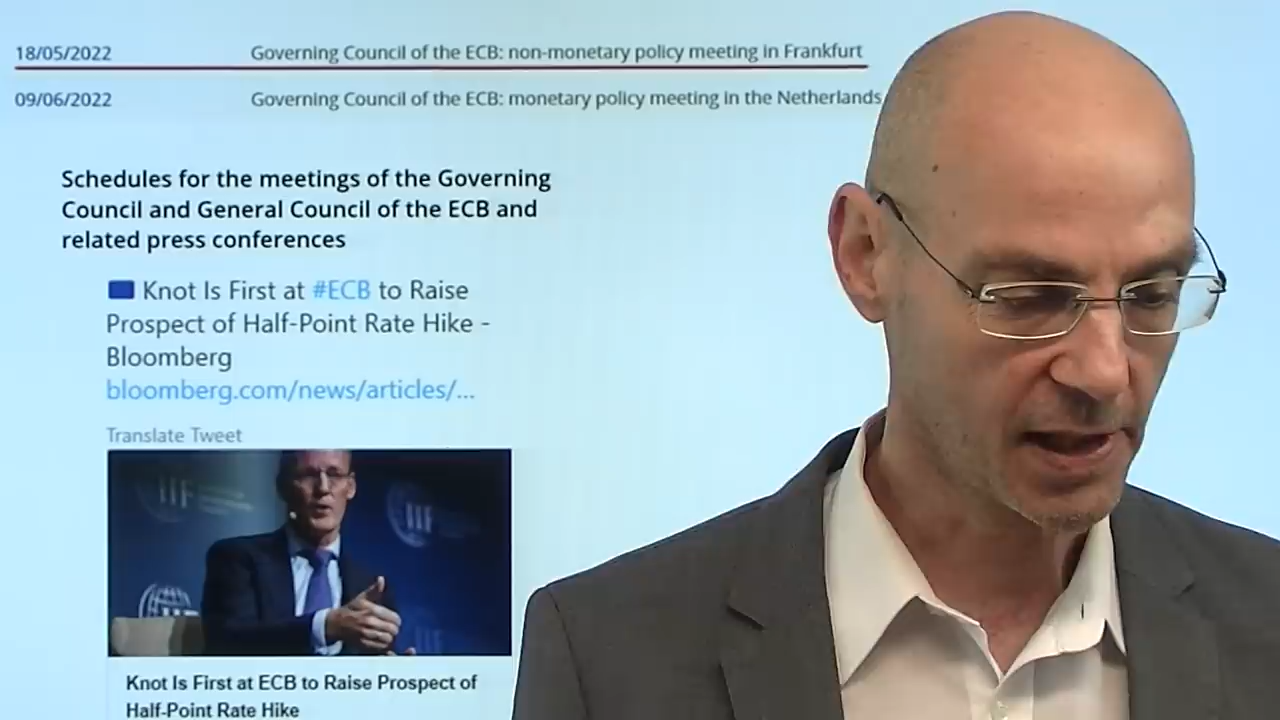 18/05/2022 Governing Council of the ECB: non-monetary policy meeting in Frankfurt
09/06/2022 Governing Council of the ECB: monetary policy meeting in the Netherlands
Schedules for the meetings of the Governing
Council and General Council of the ECB and
related press conferences
Knot Is First at #ECB to Raise
Prospect of Half-Point Rate Hike -
Bloomberg
bloomberg.com/news/articles/...
Translate Tweet
IIF
IIF
IIF
Knot Is First at ECB to Raise Prospect of
Half-Point Rate Hike